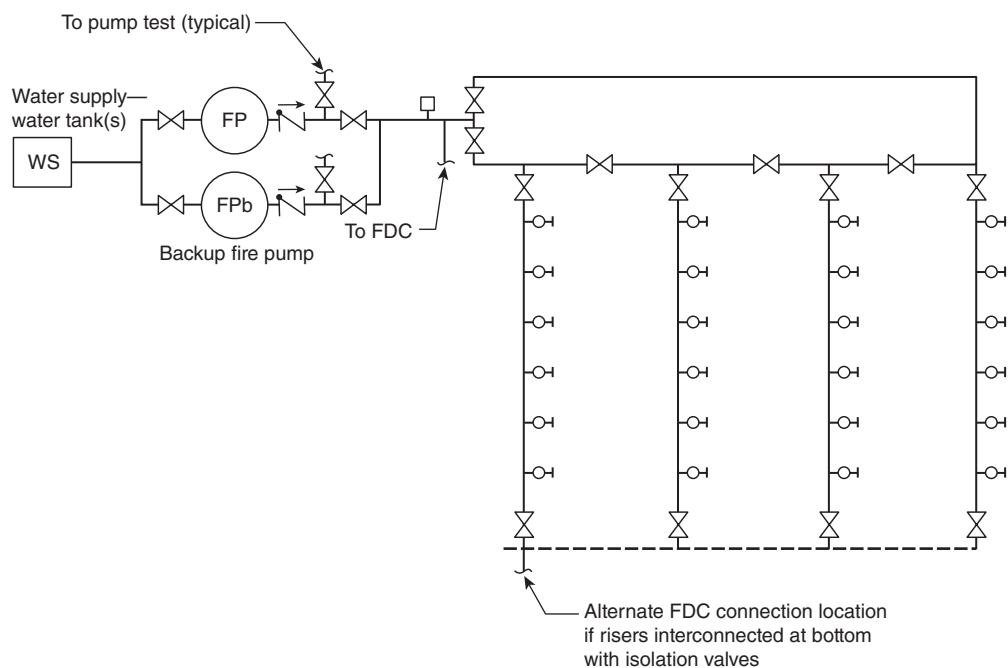 To pump test (typical)
Water supply—
water tank(s)
WS
FP
FPb
Backup fire pump
To FDC
Alternate FDC connection location
if risers interconnected at bottom
with isolation valves